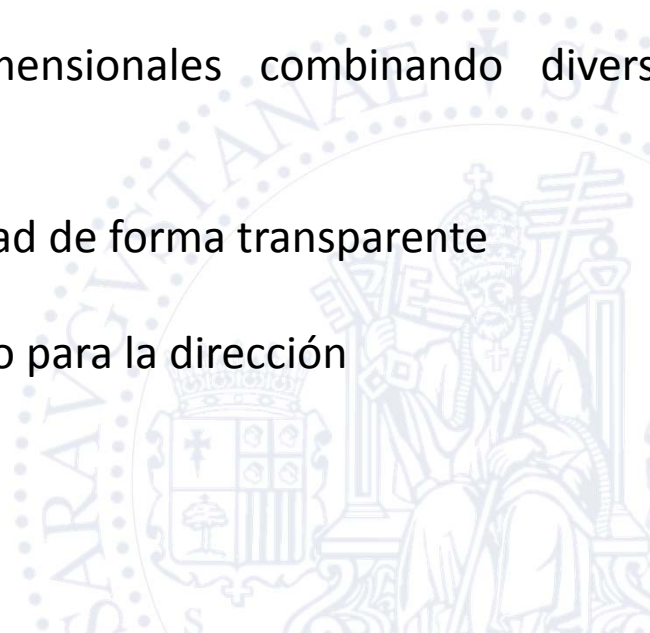 mensionales combinando divers
ad de forma transparente
o para la dirección